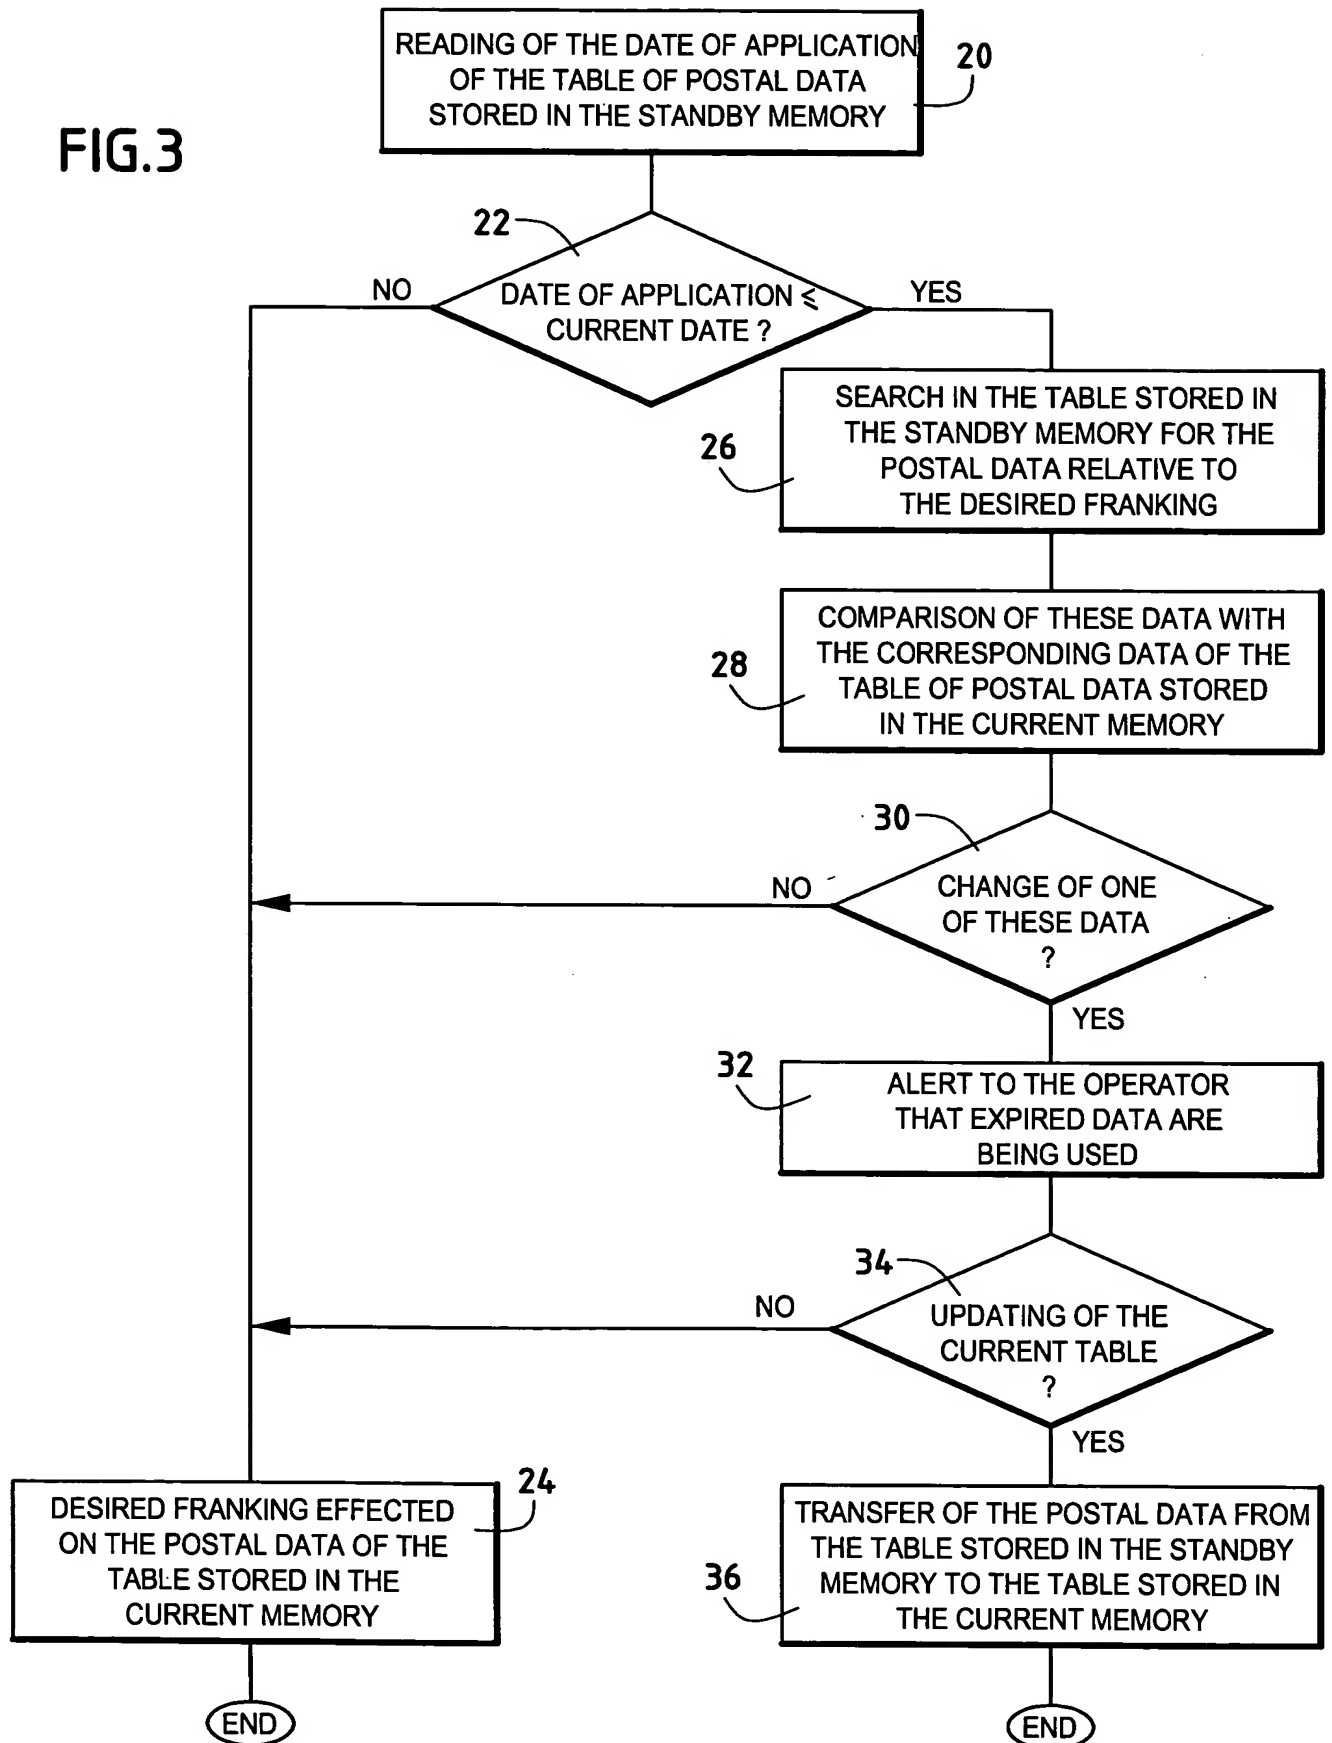 READING OF THE DATE OF APPLICATION
OF THE TABLE OF POSTAL DATA
STORED IN THE STANDBY MEMORY
20
FIG.3
22
NO
DATE OF APPLICATION ⩽
CURRENT DATE ?
YES
SEARCH IN THE TABLE STORED IN
THE STANDBY MEMORY FOR THE
POSTAL DATA RELATIVE TO
THE DESIRED FRANKING
26
COMPARISON OF THESE DATA WITH
THE CORRESPONDING DATA OF THE
TABLE OF POSTAL DATA STORED
IN THE CURRENT MEMORY
28
30
NO
CHANGE OF ONE
OF THESE DATA
?
YES
32
ALERT TO THE OPERATOR
THAT EXPIRED DATA ARE
BEING USED
34
NO
UPDATING OF THE
CURRENT TABLE
?
YES
24
DESIRED FRANKING EFFECTED
ON THE POSTAL DATA OF THE
TABLE STORED IN THE
CURRENT MEMORY
36
TRANSFER OF THE POSTAL DATA FROM
THE TABLE STORED IN THE STANDBY
MEMORY TO THE TABLE STORED IN
THE CURRENT MEMORY
END
END